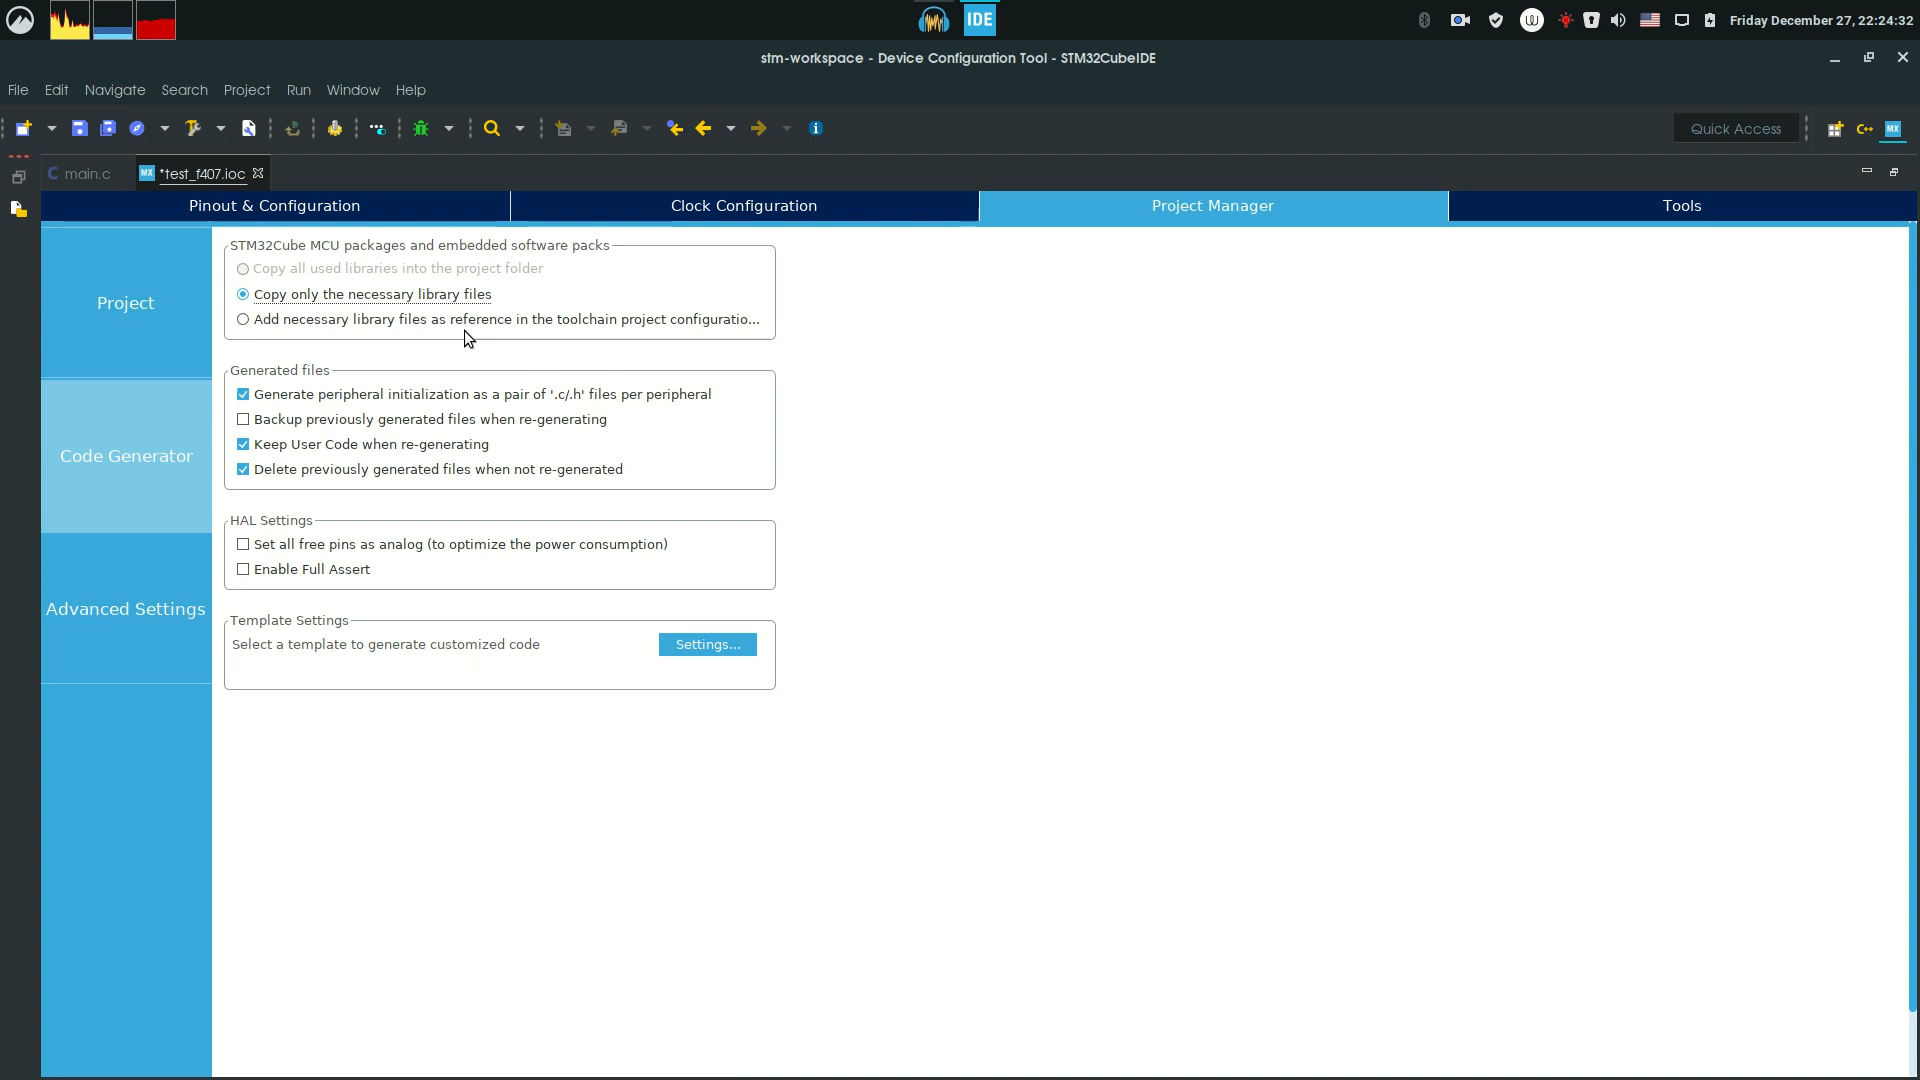 IDE
Friday December 27, 22:24:32
stm-workspace - Device Configuration Tool - STM32CubeIDE
File Edit Navigate Search Project Run Window Help
Quick Access
C++
MX
C main.c
MX *test_f407.ioc
Pinout & Configuration
Clock Configuration
Project Manager
Tools
Project
Code Generator
Advanced Settings
STM32Cube MCU packages and embedded software packs
Copy all used libraries into the project folder
Copy only the necessary library files
Add necessary library files as reference in the toolchain project configuratio...
Generated files
Generate peripheral initialization as a pair of '.c/.h' files per peripheral
Backup previously generated files when re-generating
Keep User Code when re-generating
Delete previously generated files when not re-generated
HAL Settings
Set all free pins as analog (to optimize the power consumption)
Enable Full Assert
Template Settings
Select a template to generate customized code
Settings...